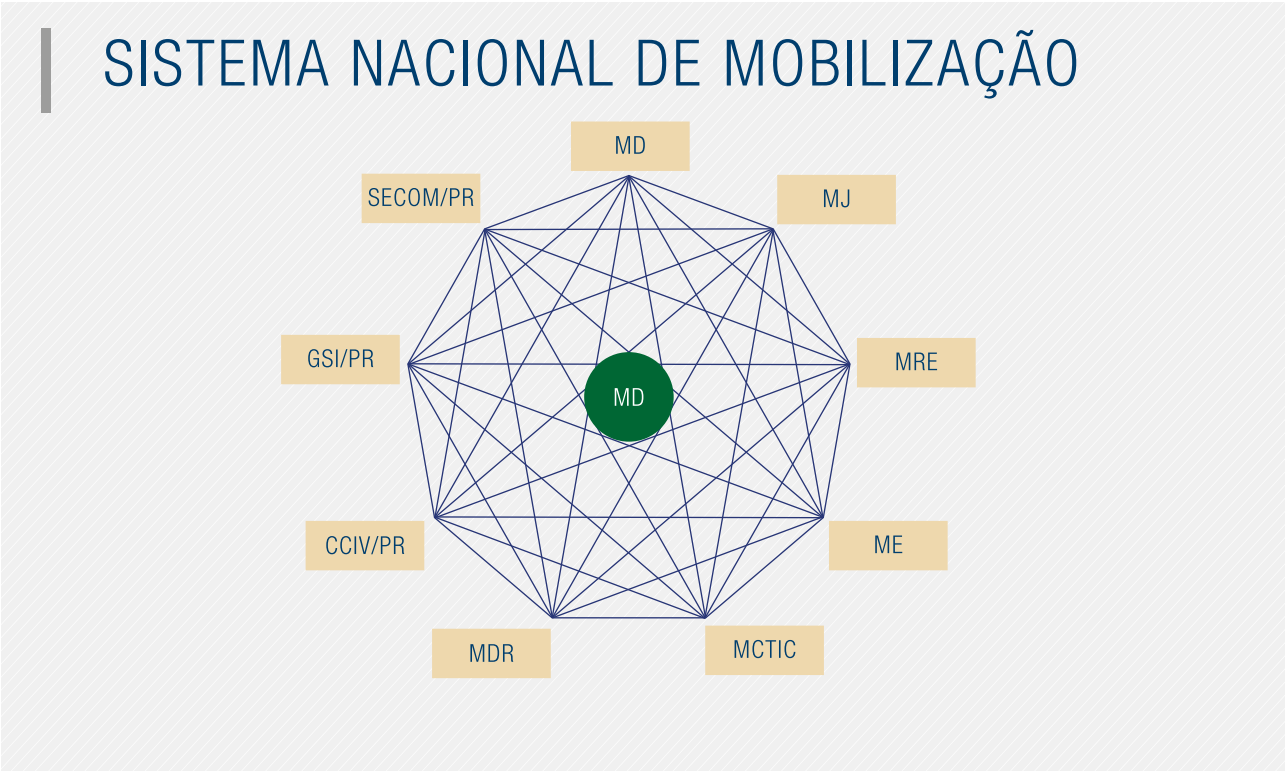 SISTEMA NACIONAL DE MOBILIZAÇÃO
MD
SECOM/PR
MJ
GSI/PR
MRE
MD
CCIV/PR
ME
MDR
MCTIC